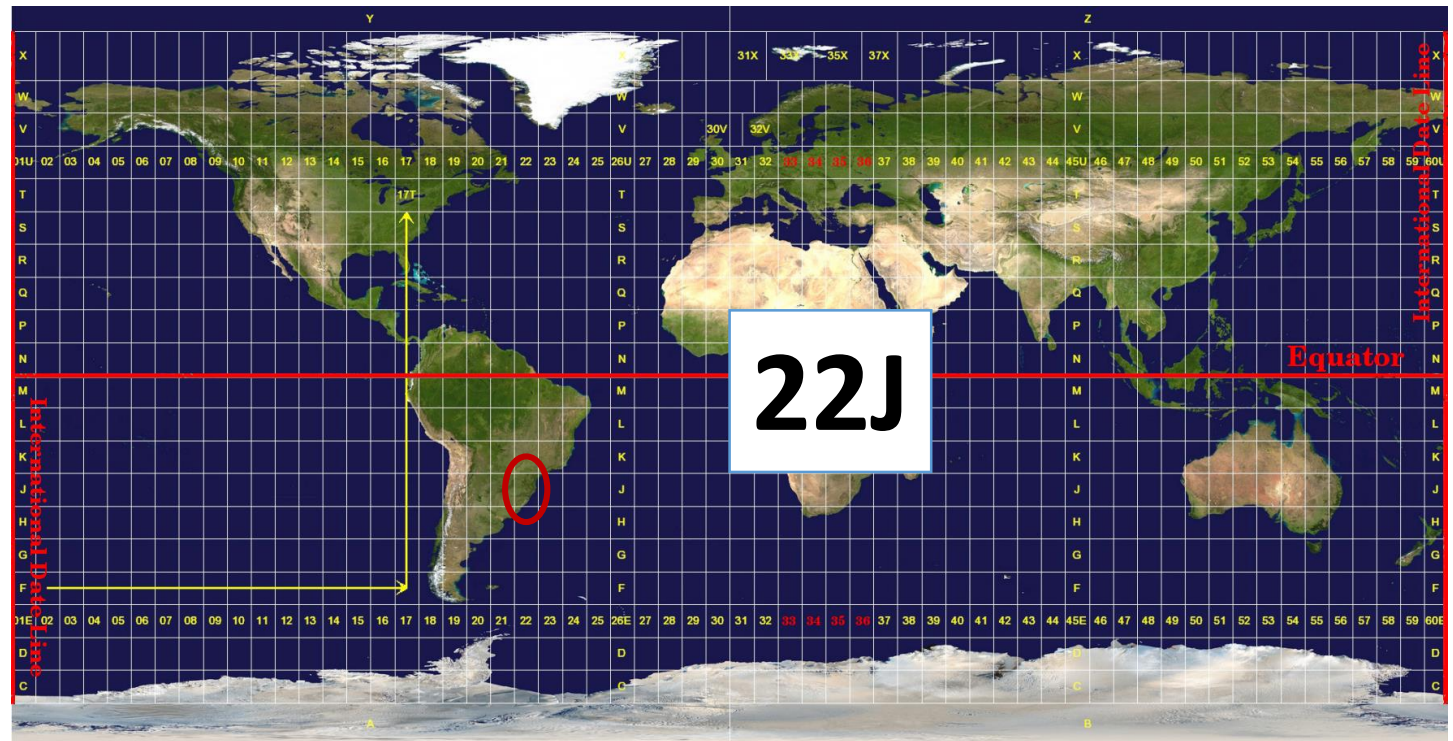 Y Z
X X 31X 33X 35X 37X X X
W W W W
V V 30V 32V V V
01U 02 03 04 05 06 07 08 09 10 11 12 13 14 15 16 17 18 19 20 21 22 23 24 25 26U 27 28 29 30 31 32 33 34 35 36 37 38 39 40 41 42 43 44 45U 46 47 48 49 50 51 52 53 54 55 56 57 58 59 60U
T 17T T T T
S S S S
R R R R
Q Q Q Q
International Date Line
P P P P
N N N N
Equator
22J
M M M
L L L L
K K K K
J J J J
H H H H
G G G G
F F F F
International Date Line
01E 02 03 04 05 06 07 08 09 10 11 12 13 14 15 16 17 18 19 20 21 22 23 24 25 26E 27 28 29 30 31 32 33 34 35 36 37 38 39 40 41 42 43 44 45E 46 47 48 49 50 51 52 53 54 55 56 57 58 59 60E
D D D D
C C C C
A B